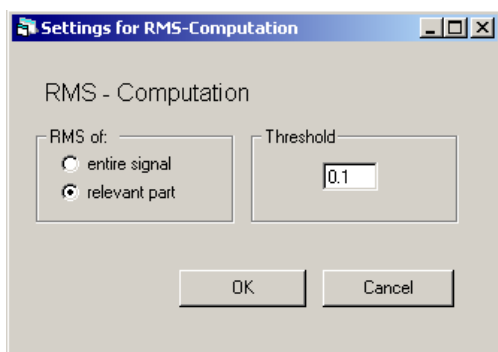 Settings for RMS-Computation
RMS - Computation
RMS of:
entire signal
relevant part
Threshold
0.1
OK
Cancel